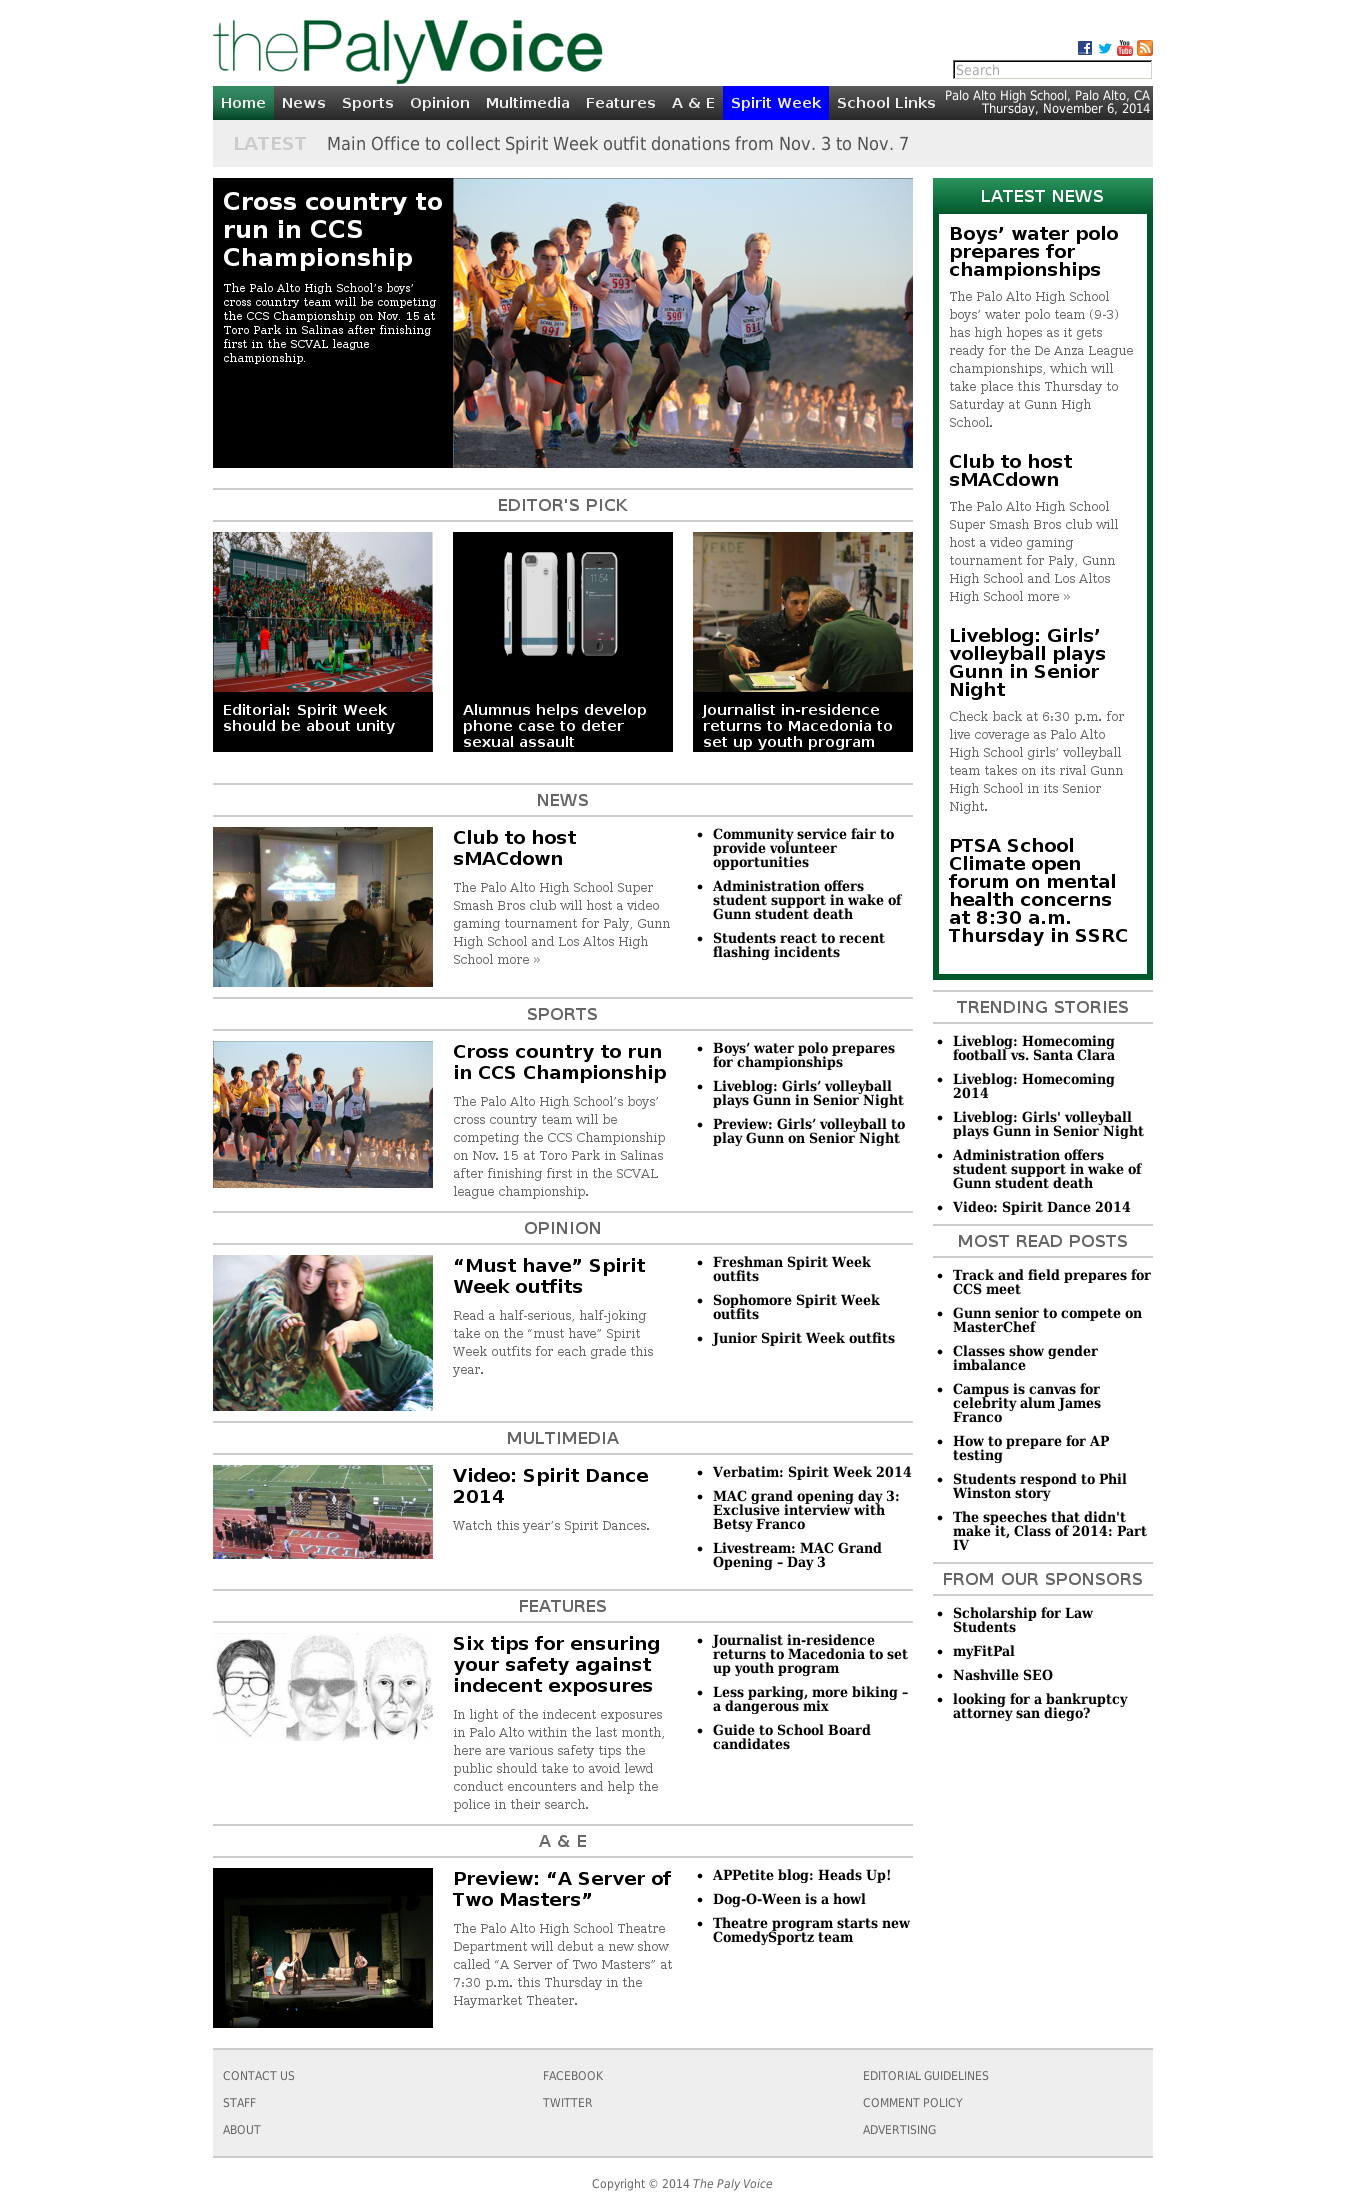 thePalyVoice
Search
Home News Sports Opinion Multimedia Features A & E Spirit Week School Links
Palo Alto High School, Palo Alto, CA
Thursday, November 6, 2014
LATEST Main Office to collect Spirit Week outfit donations from Nov. 3 to Nov. 7
Cross country to
run in CCS
Championship
The Palo Alto High School's boys'
cross country team will be competing
the CCS Championship on Nov. 15 at
Toro Park in Salinas after finishing
first in the SCVAL league
championship.
991
593
590
611
EDITOR'S PICK
Editorial: Spirit Week
should be about unity
11:54
Alumnus helps develop
phone case to deter
sexual assault
VERDE
Journalist in-residence
returns to Macedonia to
set up youth program
NEWS
Club to host
sMACdown
The Palo Alto High School Super
Smash Bros club will host a video
gaming tournament for Paly, Gunn
High School and Los Altos High
School more »
• Community service fair to
provide volunteer
opportunities
• Administration offers
student support in wake of
Gunn student death
• Students react to recent
flashing incidents
SPORTS
Cross country to run
in CCS Championship
The Palo Alto High School's boys'
cross country team will be
competing the CCS Championship
on Nov. 15 at Toro Park in Salinas
after finishing first in the SCVAL
league championship.
• Boys' water polo prepares
for championships
• Liveblog: Girls' volleyball
plays Gunn in Senior Night
• Preview: Girls' volleyball to
play Gunn on Senior Night
OPINION
“Must have” Spirit
Week outfits
Read a half-serious, half-joking
take on the “must have” Spirit
Week outfits for each grade this
year.
• Freshman Spirit Week
outfits
• Sophomore Spirit Week
outfits
• Junior Spirit Week outfits
MULTIMEDIA
PALO
VIKI
Video: Spirit Dance
2014
Watch this year's Spirit Dances.
• Verbatim: Spirit Week 2014
• MAC grand opening day 3:
Exclusive interview with
Betsy Franco
• Livestream: MAC Grand
Opening – Day 3
FEATURES
Six tips for ensuring
your safety against
indecent exposures
In light of the indecent exposures
in Palo Alto within the last month,
here are various safety tips the
public should take to avoid lewd
conduct encounters and help the
police in their search.
• Journalist in-residence
returns to Macedonia to set
up youth program
• Less parking, more biking –
a dangerous mix
• Guide to School Board
candidates
A & E
Preview: “A Server of
Two Masters”
The Palo Alto High School Theatre
Department will debut a new show
called “A Server of Two Masters” at
7:30 p.m. this Thursday in the
Haymarket Theater.
• APPetite blog: Heads Up!
• Dog-O-Ween is a howl
• Theatre program starts new
ComedySportz team
LATEST NEWS
Boys' water polo
prepares for
championships
The Palo Alto High School
boys' water polo team (9-3)
has high hopes as it gets
ready for the De Anza League
championships, which will
take place this Thursday to
Saturday at Gunn High
School.
Club to host
sMACdown
The Palo Alto High School
Super Smash Bros club will
host a video gaming
tournament for Paly, Gunn
High School and Los Altos
High School more »
Liveblog: Girls'
volleyball plays
Gunn in Senior
Night
Check back at 6:30 p.m. for
live coverage as Palo Alto
High School girls' volleyball
team takes on its rival Gunn
High School in its Senior
Night.
PTSA School
Climate open
forum on mental
health concerns
at 8:30 a.m.
Thursday in SSRC
TRENDING STORIES
• Liveblog: Homecoming
football vs. Santa Clara
• Liveblog: Homecoming
2014
• Liveblog: Girls' volleyball
plays Gunn in Senior Night
• Administration offers
student support in wake of
Gunn student death
• Video: Spirit Dance 2014
MOST READ POSTS
• Track and field prepares for
CCS meet
• Gunn senior to compete on
MasterChef
• Classes show gender
imbalance
• Campus is canvas for
celebrity alum James
Franco
• How to prepare for AP
testing
• Students respond to Phil
Winston story
• The speeches that didn't
make it, Class of 2014: Part
IV
FROM OUR SPONSORS
• Scholarship for Law
Students
• myFitPal
• Nashville SEO
• looking for a bankruptcy
attorney san diego?
CONTACT US
STAFF
ABOUT
FACEBOOK
TWITTER
EDITORIAL GUIDELINES
COMMENT POLICY
ADVERTISING
Copyright © 2014 The Paly Voice